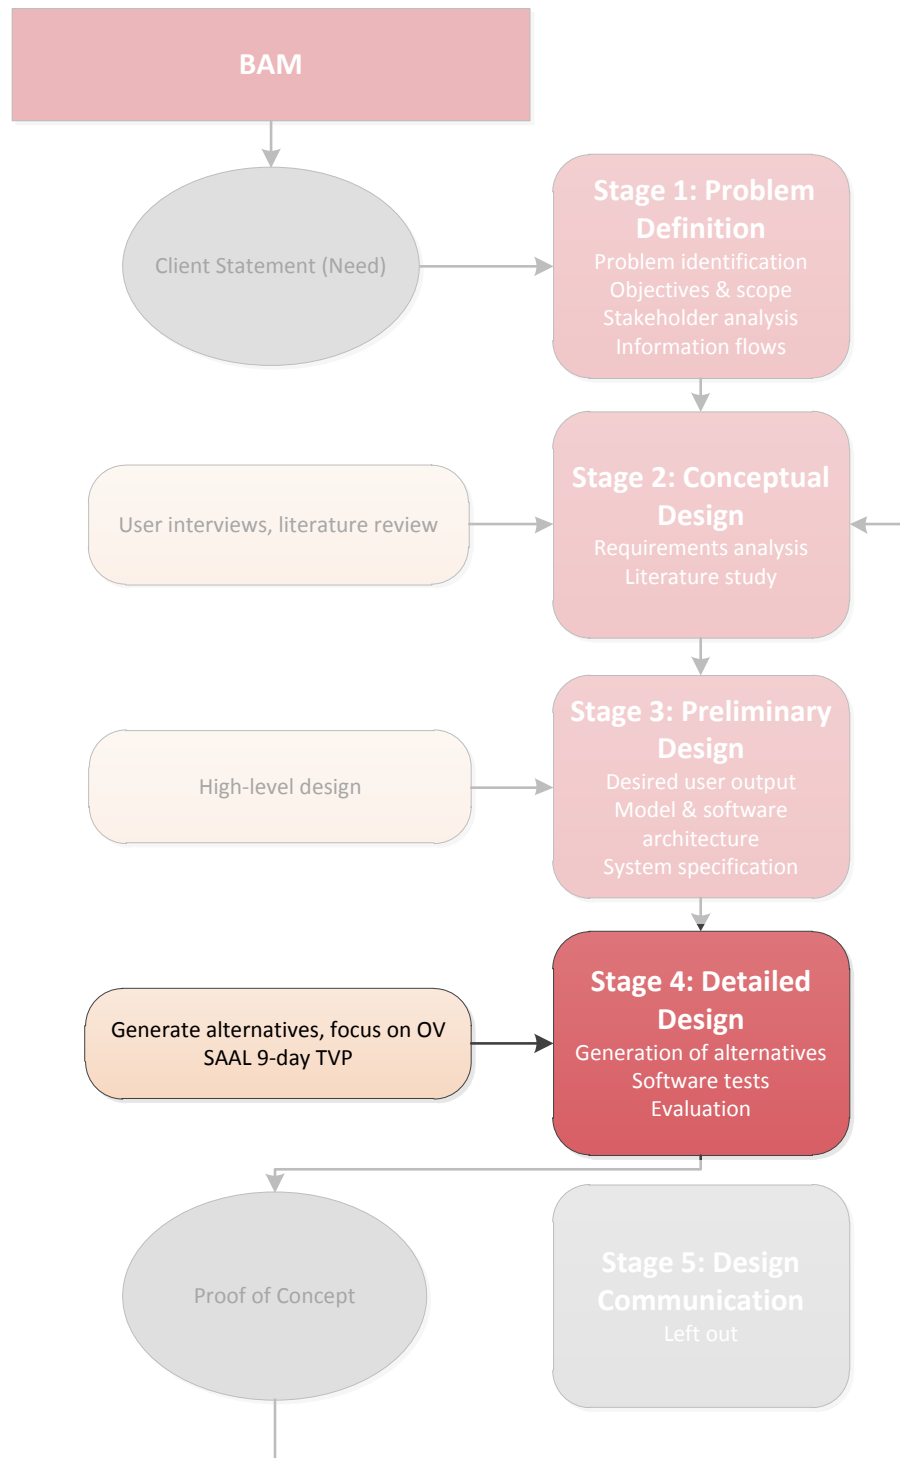 BAM
Client Statement (Need)
Stage 1: Problem
Definition
Problem identification
Objectives & scope
Stakeholder analysis
Information flows
User interviews, literature review
Stage 2: Conceptual
Design
Requirements analysis
Literature study
High-level design
Stage 3: Preliminary
Design
Desired user output
Model & software
architecture
System specification
Generate alternatives, focus on OV
SAAL 9-day TVP
Stage 4: Detailed
Design
Generation of alternatives
Software tests
Evaluation
Proof of Concept
Stage 5: Design
Communication
Left out